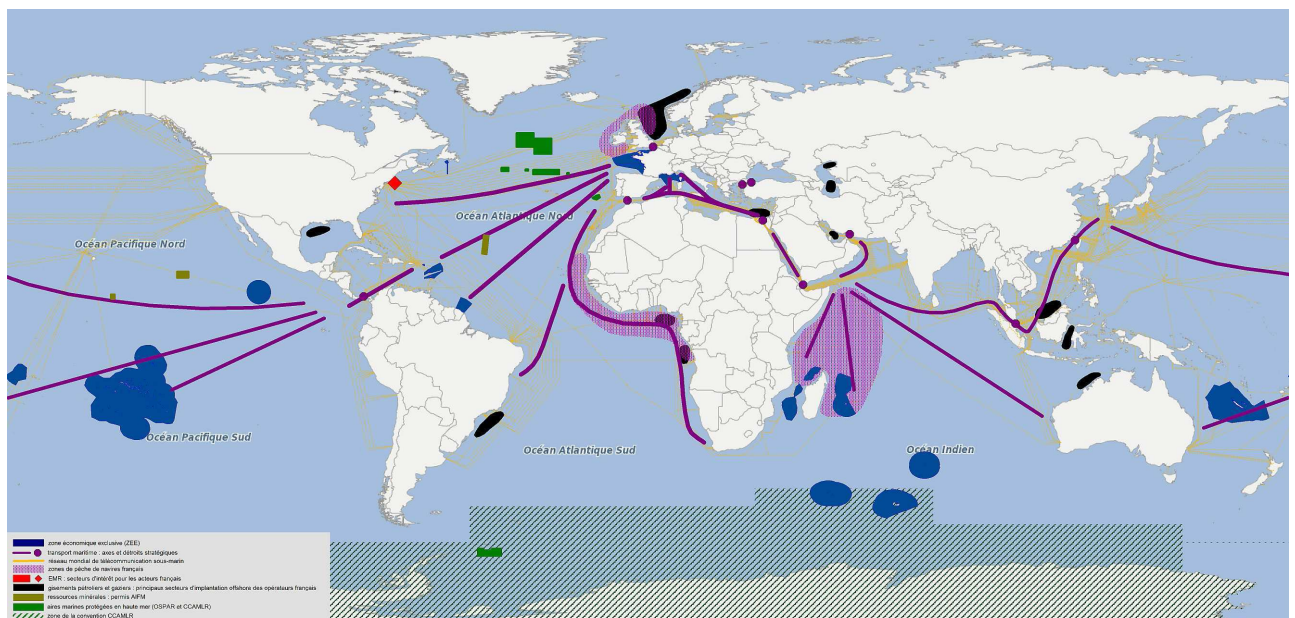 Océan Atlantique Nord
Océan Pacifique Nord
Océan Pacifique Sud
Océan Atlantique Sud
Océan Indien
zone économique exclusive (ZEE)
transport maritime : axes et détroits stratégiques
réseau mondial de télécommunication sous-marin
zones de pêche de navires français
EMR : secteurs d'intérêt pour les acteurs français
gisements pétroliers et gaziers : principaux secteurs d'implantation offshore des opérateurs français
ressources minérales : permis AIFM
aires marines protégées en haute mer (OSPAR et CCAMLR)
zone de la convention CCAMLR